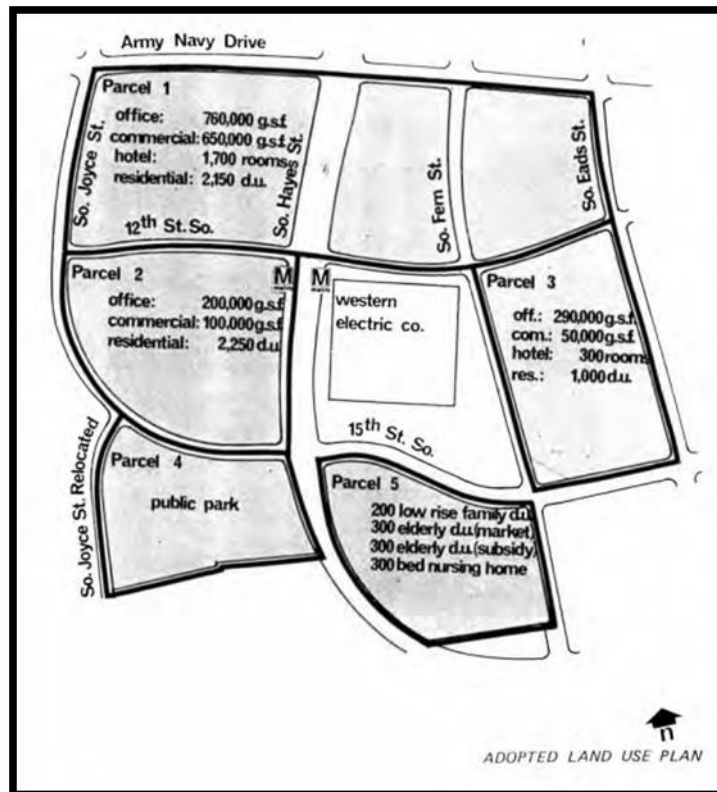 Army Navy Drive
Parcel 1
office: 760,000 g.s.f.
commercial: 650,000 g.s.f.
hotel: 1,700 rooms
residential: 2,150 d.u.
So. Joyce St.
So. Hayes St.
So. Fern St.
So. Eads St.
12th St. So.
Parcel 2
office: 200,000 g.s.f.
commercial: 100,000 g.s.f.
residential: 2,250 d.u.
M
M
western
electric co.
Parcel 3
off.: 290,000 g.s.f.
com.: 50,000 g.s.f.
hotel: 300 rooms
res.: 1,000 d.u.
15th St. So.
So. Joyce St. Relocated
Parcel 4
public park
Parcel 5
200 low rise family d.u.
300 elderly d.u. (market)
300 elderly d.u. (subsidy)
300 bed nursing home
n
ADOPTED LAND USE PLAN